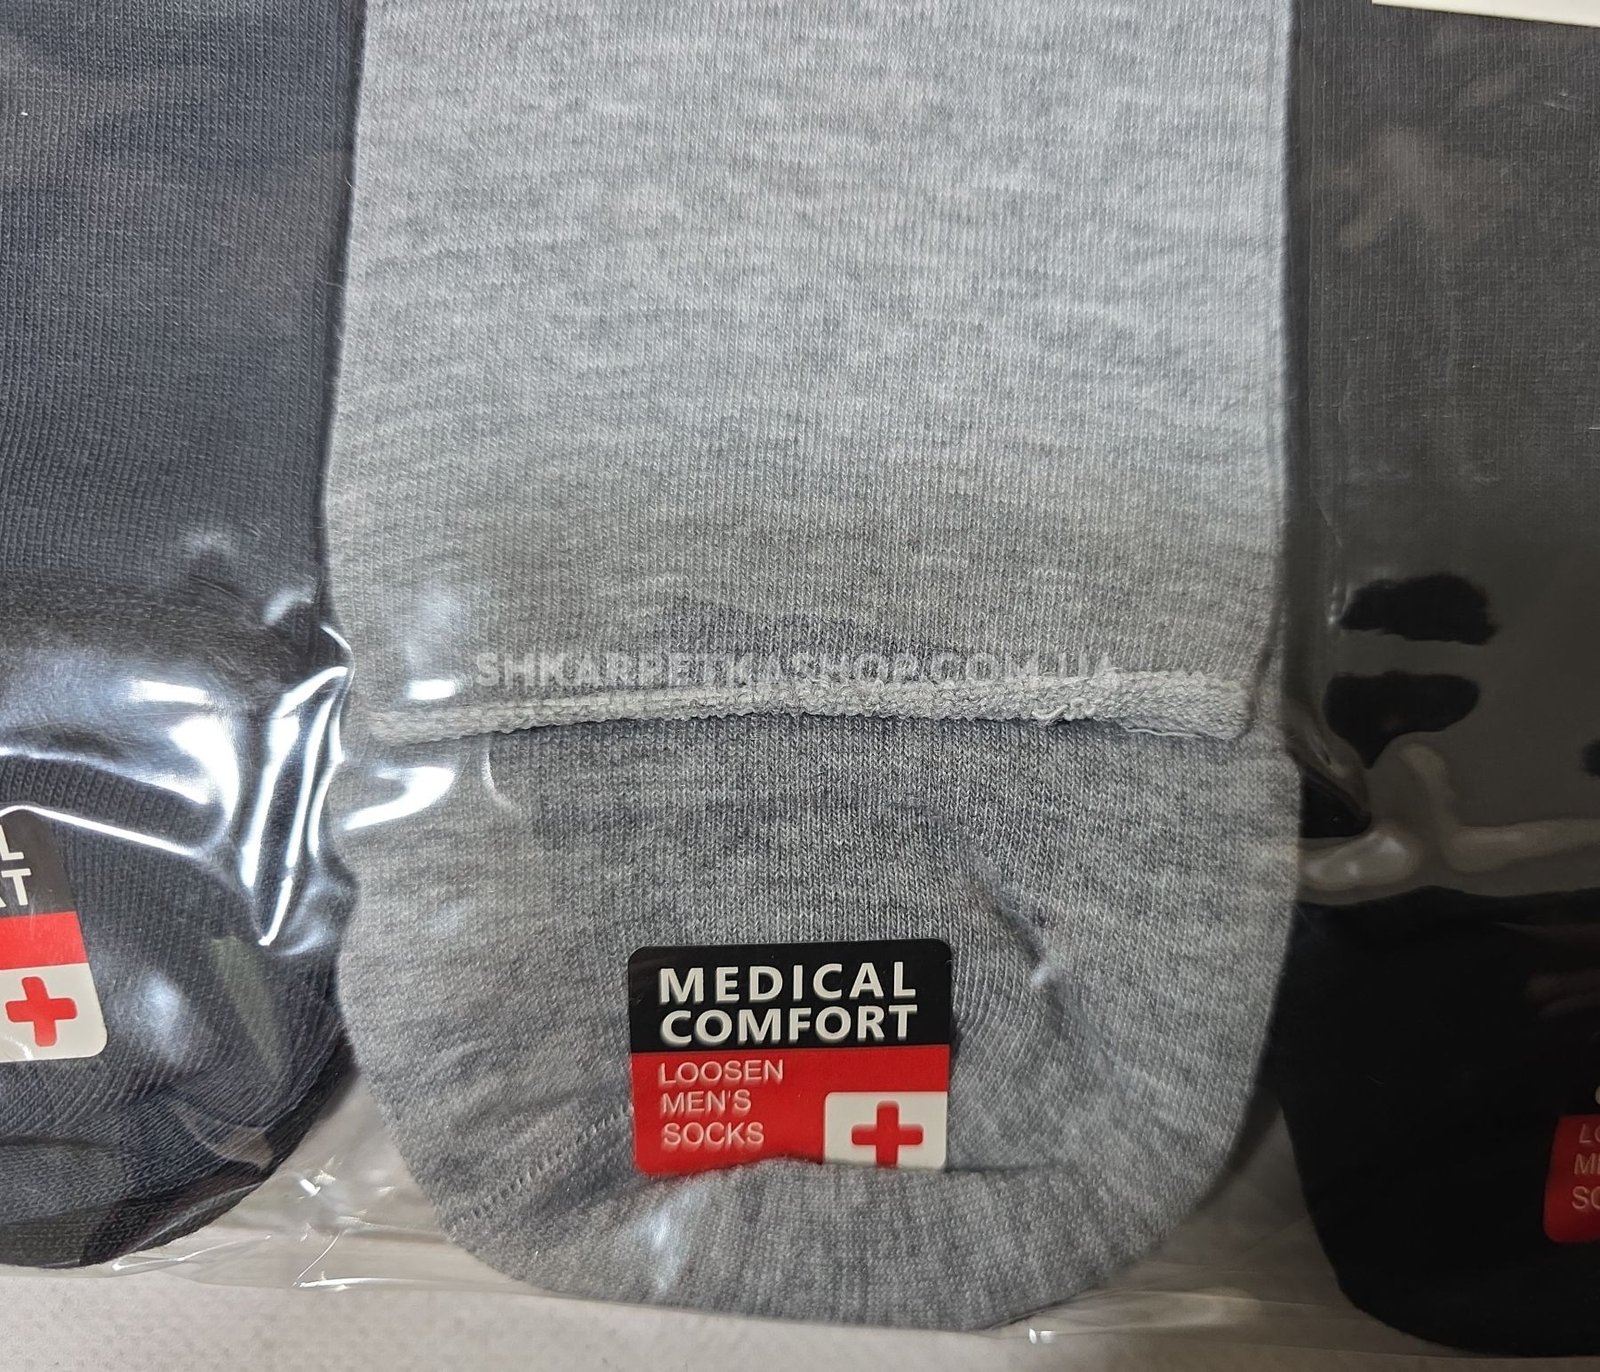 SHKARPETKASHOP.COM.UA
MEDICAL
COMFORT
LOOSEN
MEN'S
SOCKS